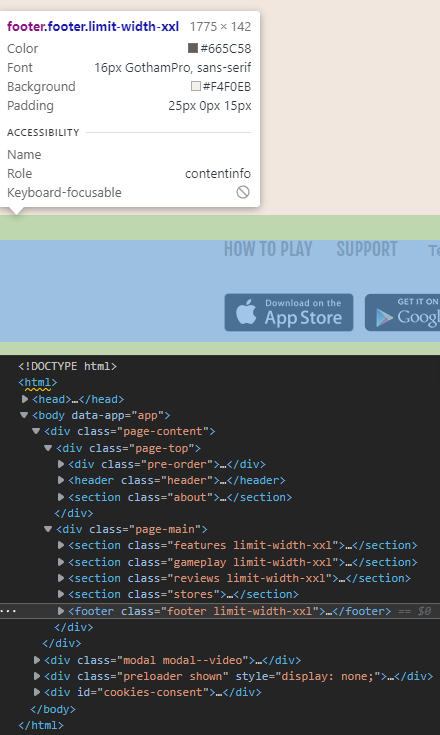 footer.footer.limit-width-xxl 1775 × 142
Color #665C58
Font 16px GothamPro, sans-serif
Background #F4F0EB
Padding 25px 0px 15px
ACCESSIBILITY
Name
Role contentinfo
Keyboard-focusable
HOW TO PLAY SUPPORT
Download on the GET IT ON
App Store
<!DOCTYPE html>
<html>
<head>…</head>
<body data-app="app">
<div class="page-content">
<div class="page-top">
<div class="pre-order">…</div>
<header class="header">…</header>
<section class="about">…</section>
</div>
<div class="page-main">
<section class="features limit-width-xxl">…</section>
<section class="gameplay limit-width-xxl">…</section>
<section class="reviews limit-width-xxl">…</section>
<section class="stores">…</section>
… <footer class="footer limit-width-xxl">…</footer> == $0
</div>
</div>
<div class="modal modal--video">…</div>
<div class="preloader shown" style="display: none;">…</div>
<div id="cookies-consent">…</div>
</body>
</html>